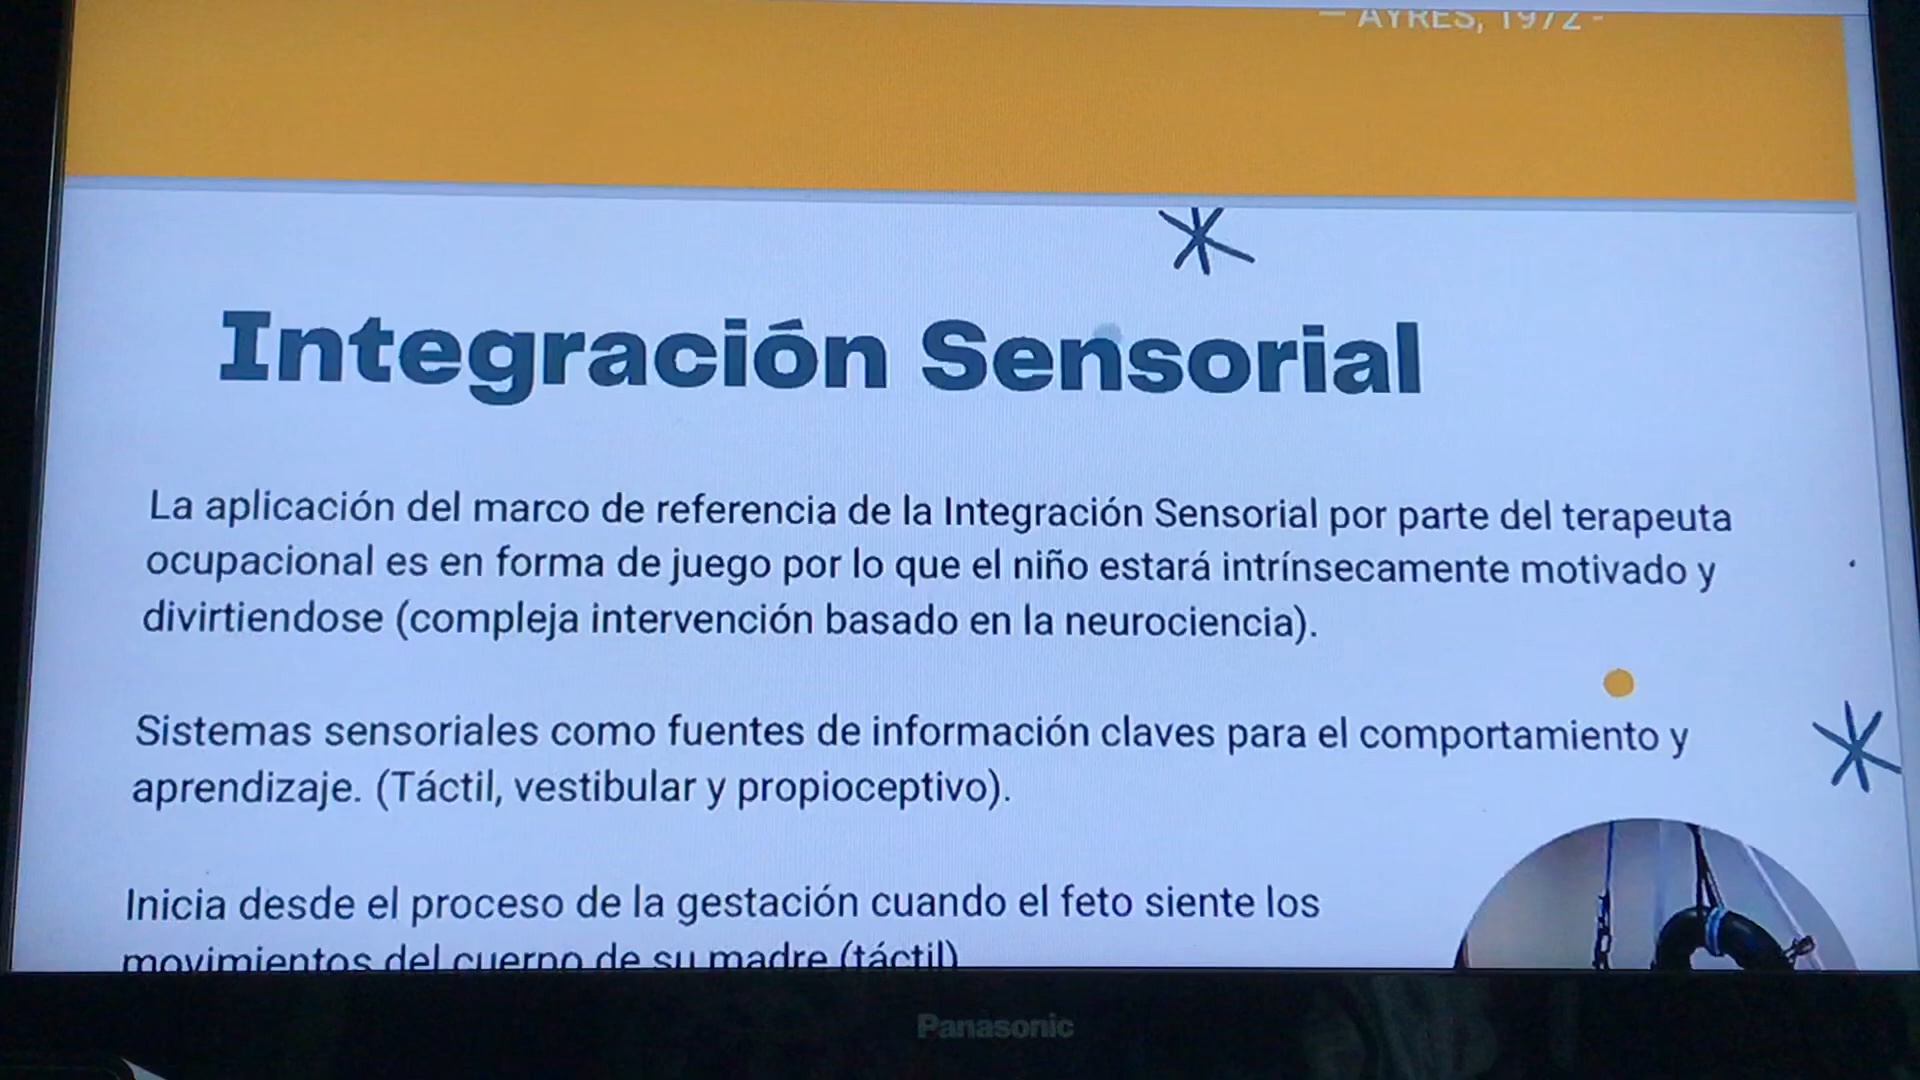 — AYRES, 1972 -
Integración Sensorial
La aplicación del marco de referencia de la Integración Sensorial por parte del terapeuta
ocupacional es en forma de juego por lo que el niño estará intrínsecamente motivado y
divirtiendose (compleja intervención basado en la neurociencia).
Sistemas sensoriales como fuentes de información claves para el comportamiento y
aprendizaje. (Táctil, vestibular y propioceptivo).
Inicia desde el proceso de la gestación cuando el feto siente los
movimientos del cuerpo de su madre (táctil)
Panasonic